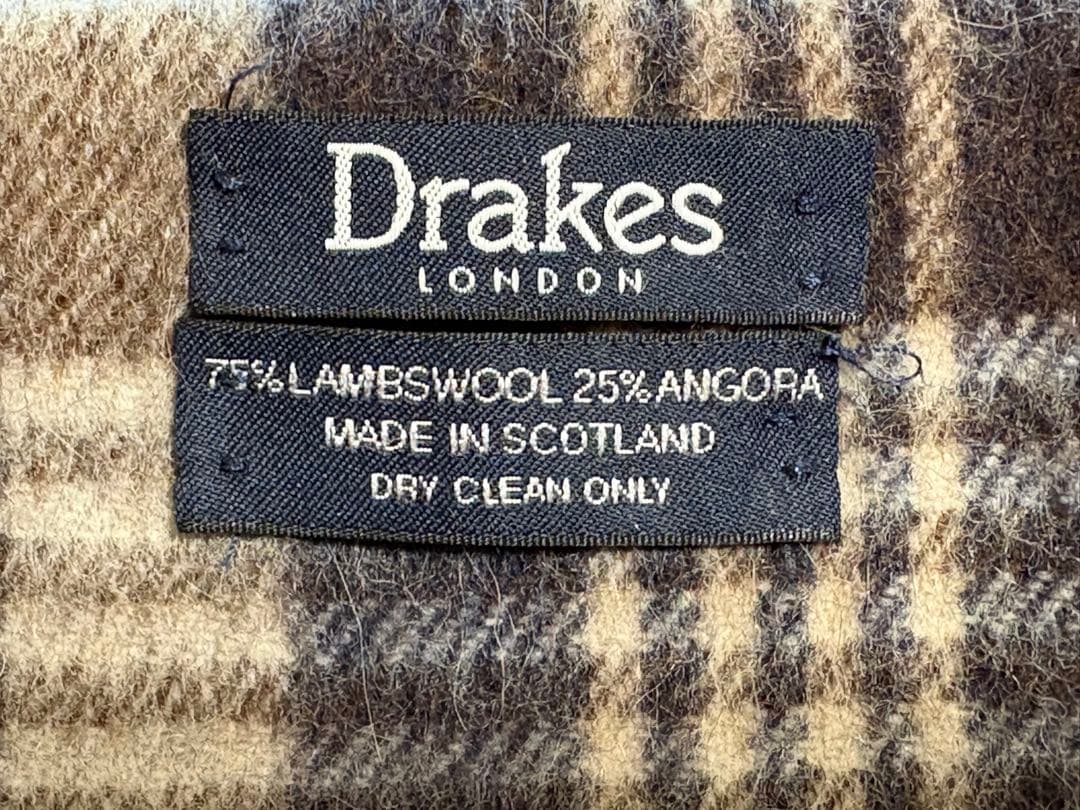 Drakes
LONDON
75% LAMBSWOOL 25% ANGORA
MADE IN SCOTLAND
DRY CLEAN ONLY